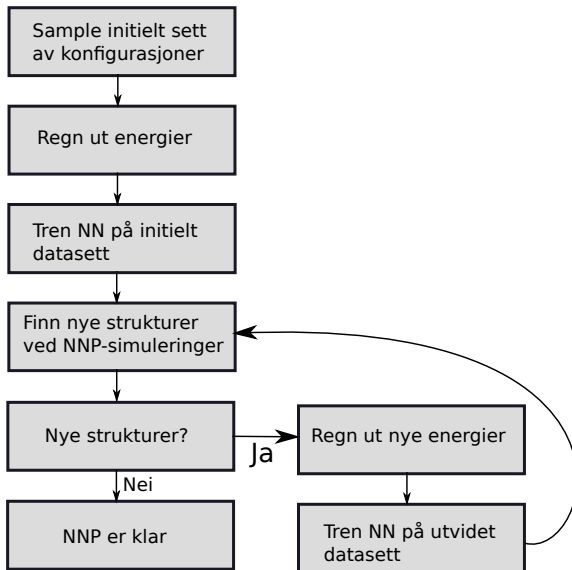 Sample initielt sett
av konfigurasjoner
Regn ut energier
Tren NN på initielt
datasett
Finn nye strukturer
ved NNP-simuleringer
Nye strukturer?
Ja
Regn ut nye energier
Nei
NNP er klar
Tren NN på utvidet
datasett